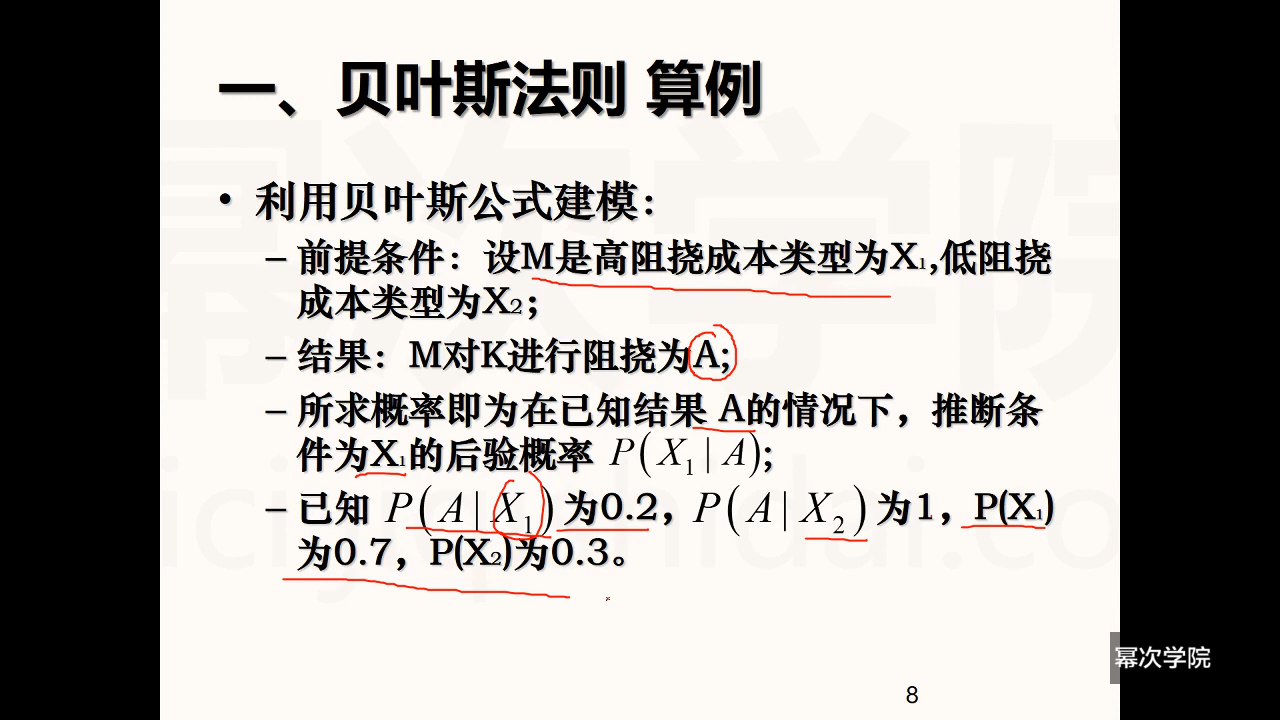 一、贝叶斯法则 算例
• 利用贝叶斯公式建模：
– 前提条件：设M是高阻挠成本类型为X₁,低阻挠
成本类型为X₂；
– 结果：M对K进行阻挠为A;
– 所求概率即为在已知结果 A的情况下，推断条
件为X₁的后验概率 P(X₁ | A)；
– 已知 P(A | X₁) 为0.2，P(A | X₂) 为1，P(X₁)
为0.7，P(X₂)为0.3。
幂次学院
8